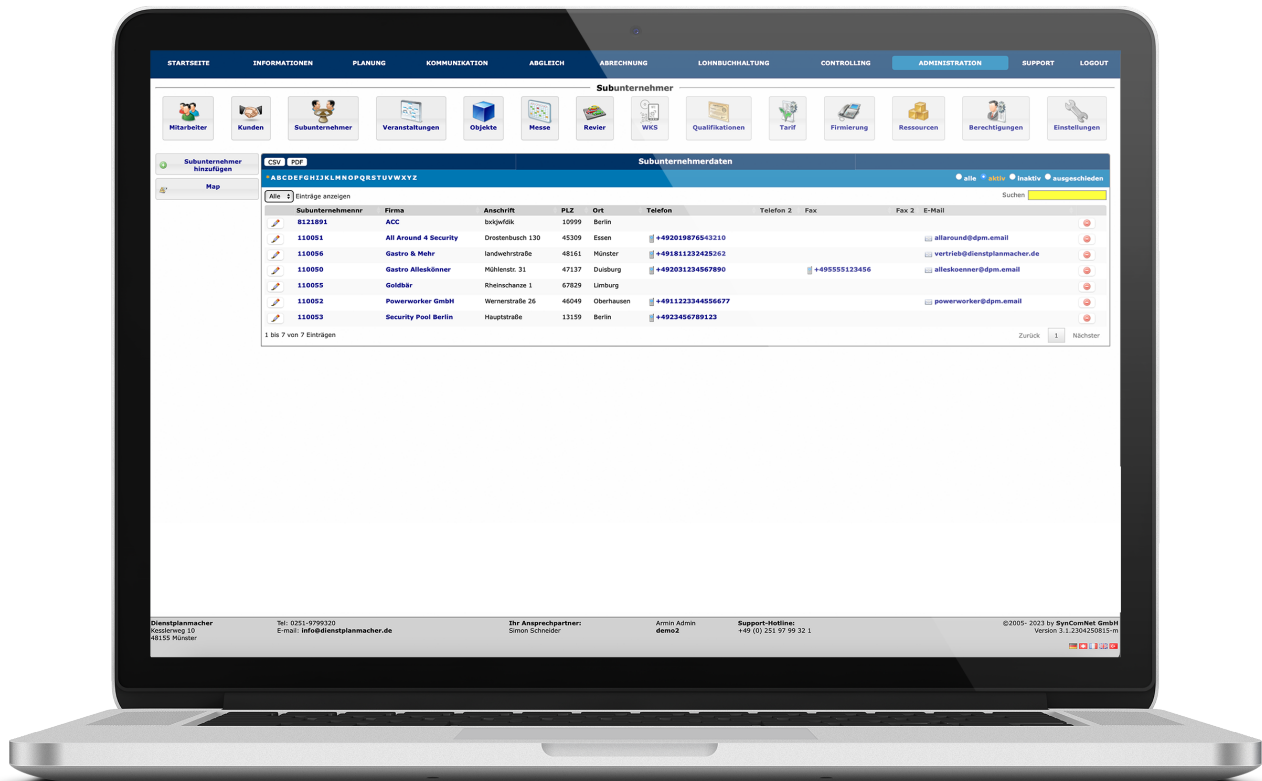 STARTSEITE INFORMATIONEN PLANUNG KOMMUNIKATION ABGLEICH ABRECHNUNG LOHNBUCHHALTUNG CONTROLLING ADMINISTRATION SUPPORT LOGOUT
Subunternehmer
Mitarbeiter Kunden Subunternehmer Veranstaltungen Objekte Messe Revier WKS Qualifikationen Tarif Firmierung Ressourcen Berechtigungen Einstellungen
Subunternehmer
hinzufügen
Map
CSV PDF Subunternehmerdaten
*ABCDEFGHIJKLMNOPQRSTUVWXYZ alle aktiv inaktiv ausgeschieden
Alle Einträge anzeigen Suchen
Subunternehmennr Firma Anschrift PLZ Ort Telefon Telefon 2 Fax Fax 2 E-Mail
8121891 ACC bxkjwfdik 10999 Berlin
110051 All Around 4 Security Drostenbusch 130 45309 Essen +492019876543210 allaround@dpm.email
110056 Gastro & Mehr landwehrstraße 48161 Münster +491811232425262 vertrieb@dienstplanmacher.de
110050 Gastro Alleskönner Mühlenstr. 31 47137 Duisburg +492031234567890 +495555123456 alleskoenner@dpm.email
110055 Goldbär Rheinschanze 1 67829 Limburg
110052 Powerworker GmbH Wernerstraße 26 46049 Oberhausen +4911223344556677 powerworker@dpm.email
110053 Security Pool Berlin Hauptstraße 13159 Berlin +4923456789123
1 bis 7 von 7 Einträgen Zurück 1 Nächster
Dienstplanmacher Tel: 0251-9799320 Ihr Ansprechpartner: Armin Admin Support-Hotline: ©2005- 2023 by SynComNet GmbH
Kesslerweg 10 E-mail: info@dienstplanmacher.de Simon Schneider demo2 +49 (0) 251 97 99 32 1 Version 3.1.2304250815-m
48155 Münster